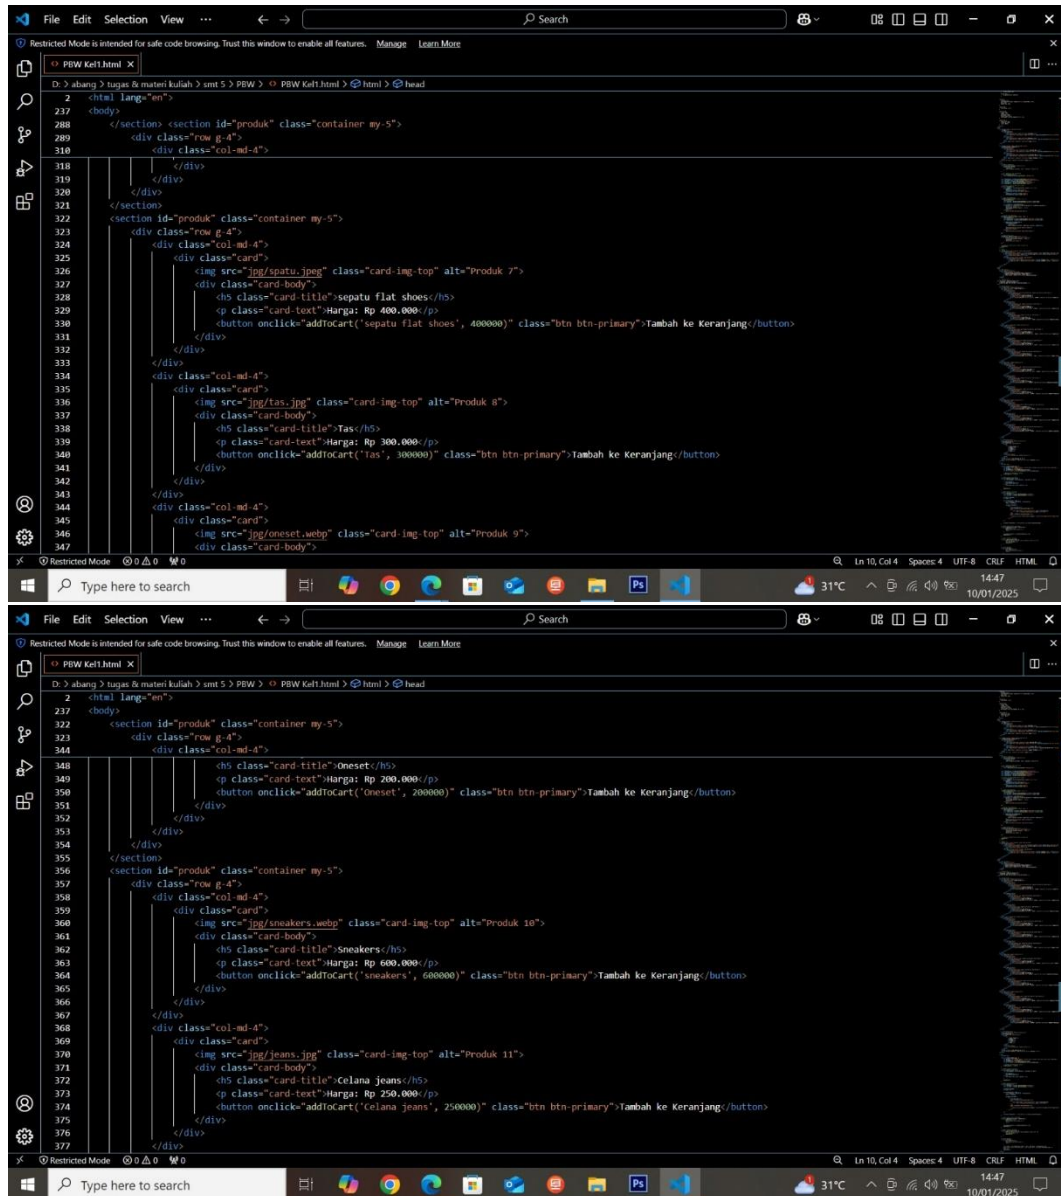 File Edit Selection View ··· ← → Search
Restricted Mode is intended for safe code browsing. Trust this window to enable all features. Manage Learn More
PBW Kel1.html
D: > abang > tugas & materi kuliah > smt 5 > PBW > PBW Kel1.html > html > head
2 <html lang="en">
237 <body>
288 </section> <section id="produk" class="container my-5">
289 <div class="row g-4">
310 <div class="col-md-4">
318 </div>
319 </div>
320 </div>
321 </section>
322 <section id="produk" class="container my-5">
323 <div class="row g-4">
324 <div class="col-md-4">
325 <div class="card">
326 <img src="jpg/spatu.jpeg" class="card-img-top" alt="Produk 7">
327 <div class="card-body">
328 <h5 class="card-title">sepatu flat shoes</h5>
329 <p class="card-text">Harga: Rp 400.000</p>
330 <button onclick="addToCart('sepatu flat shoes', 400000)" class="btn btn-primary">Tambah ke Keranjang</button>
331 </div>
332 </div>
333 </div>
334 <div class="col-md-4">
335 <div class="card">
336 <img src="jpg/tas.jpg" class="card-img-top" alt="Produk 8">
337 <div class="card-body">
338 <h5 class="card-title">Tas</h5>
339 <p class="card-text">Harga: Rp 300.000</p>
340 <button onclick="addToCart('Tas', 300000)" class="btn btn-primary">Tambah ke Keranjang</button>
341 </div>
342 </div>
343 </div>
344 <div class="col-md-4">
345 <div class="card">
346 <img src="jpg/oneset.webp" class="card-img-top" alt="Produk 9">
347 <div class="card-body">
Restricted Mode 0 0 0 Ln 10, Col 4 Spaces: 4 UTF-8 CRLF HTML
Type here to search Ps 1 31°C 14:47
10/01/2025
File Edit Selection View ··· ← → Search
Restricted Mode is intended for safe code browsing. Trust this window to enable all features. Manage Learn More
PBW Kel1.html
D: > abang > tugas & materi kuliah > smt 5 > PBW > PBW Kel1.html > html > head
2 <html lang="en">
237 <body>
322 <section id="produk" class="container my-5">
323 <div class="row g-4">
344 <div class="col-md-4">
348 <h5 class="card-title">Oneset</h5>
349 <p class="card-text">Harga: Rp 200.000</p>
350 <button onclick="addToCart('Oneset', 200000)" class="btn btn-primary">Tambah ke Keranjang</button>
351 </div>
352 </div>
353 </div>
354 </div>
355 </section>
356 <section id="produk" class="container my-5">
357 <div class="row g-4">
358 <div class="col-md-4">
359 <div class="card">
360 <img src="jpg/sneakers.webp" class="card-img-top" alt="Produk 10">
361 <div class="card-body">
362 <h5 class="card-title">Sneakers</h5>
363 <p class="card-text">Harga: Rp 600.000</p>
364 <button onclick="addToCart('sneakers', 600000)" class="btn btn-primary">Tambah ke Keranjang</button>
365 </div>
366 </div>
367 </div>
368 <div class="col-md-4">
369 <div class="card">
370 <img src="jpg/jeans.jpg" class="card-img-top" alt="Produk 11">
371 <div class="card-body">
372 <h5 class="card-title">Celana jeans</h5>
373 <p class="card-text">Harga: Rp 250.000</p>
374 <button onclick="addToCart('Celana jeans', 250000)" class="btn btn-primary">Tambah ke Keranjang</button>
375 </div>
376 </div>
377 </div>
Restricted Mode 0 0 0 Ln 10, Col 4 Spaces: 4 UTF-8 CRLF HTML
Type here to search Ps 1 31°C 14:47
10/01/2025